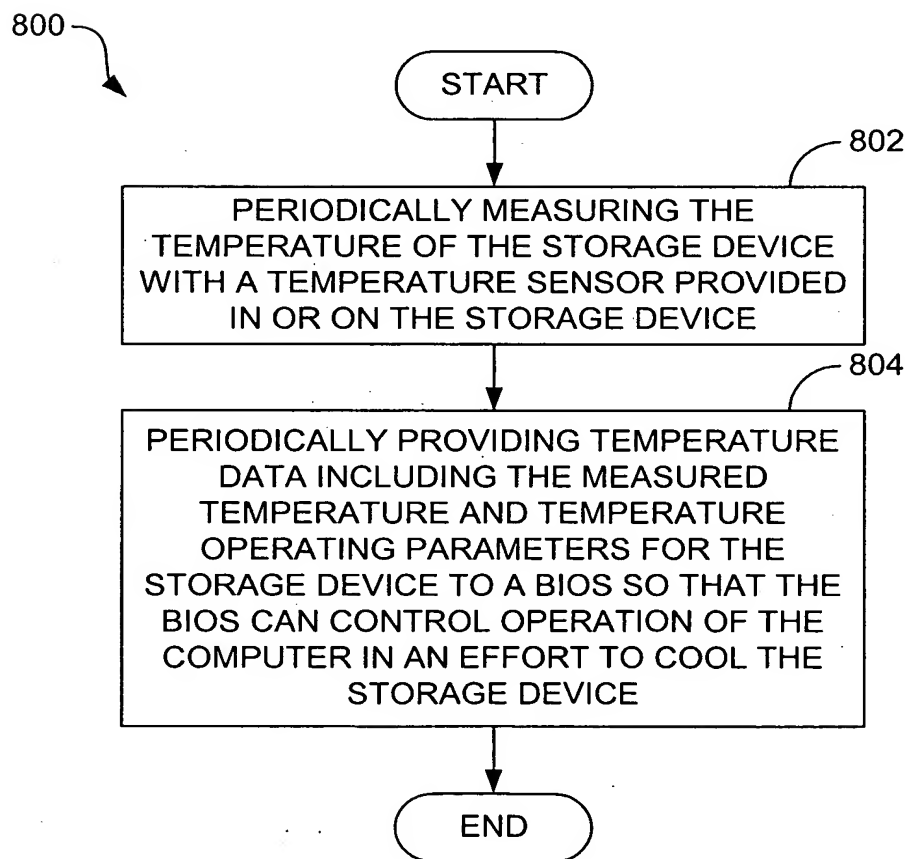 800
START
802
PERIODICALLY MEASURING THE
TEMPERATURE OF THE STORAGE DEVICE
WITH A TEMPERATURE SENSOR PROVIDED
IN OR ON THE STORAGE DEVICE
804
PERIODICALLY PROVIDING TEMPERATURE
DATA INCLUDING THE MEASURED
TEMPERATURE AND TEMPERATURE
OPERATING PARAMETERS FOR THE
STORAGE DEVICE TO A BIOS SO THAT THE
BIOS CAN CONTROL OPERATION OF THE
COMPUTER IN AN EFFORT TO COOL THE
STORAGE DEVICE
END